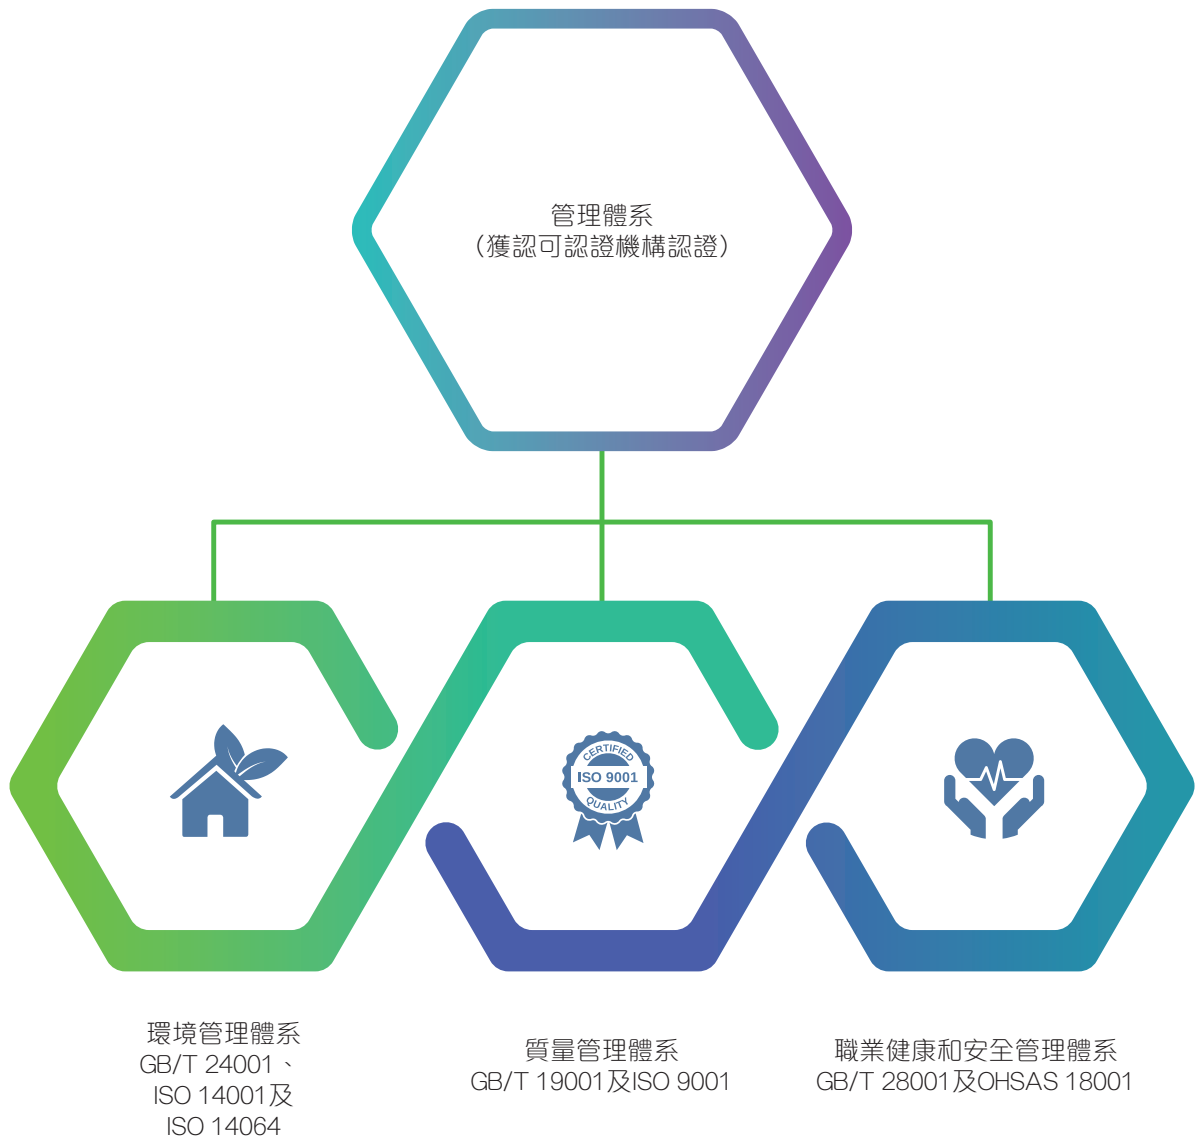 管理體系
（獲認可認證機構認證）
CERTIFIED
ISO 9001
QUALITY
環境管理體系
GB/T 24001、
ISO 14001及
ISO 14064
質量管理體系
GB/T 19001及ISO 9001
職業健康和安全管理體系
GB/T 28001及OHSAS 18001